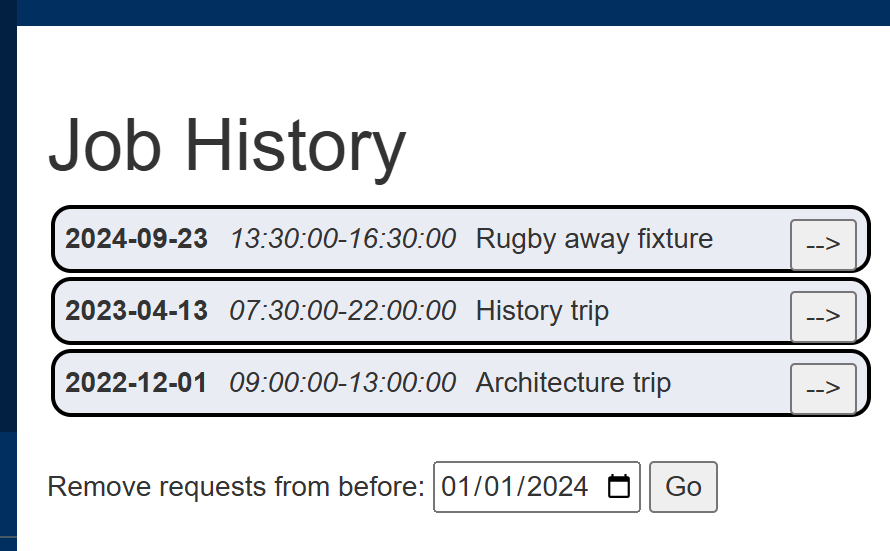 Job History
2024-09-23 13:30:00-16:30:00 Rugby away fixture -->
2023-04-13 07:30:00-22:00:00 History trip -->
2022-12-01 09:00:00-13:00:00 Architecture trip -->
Remove requests from before: 01/01/2024 Go